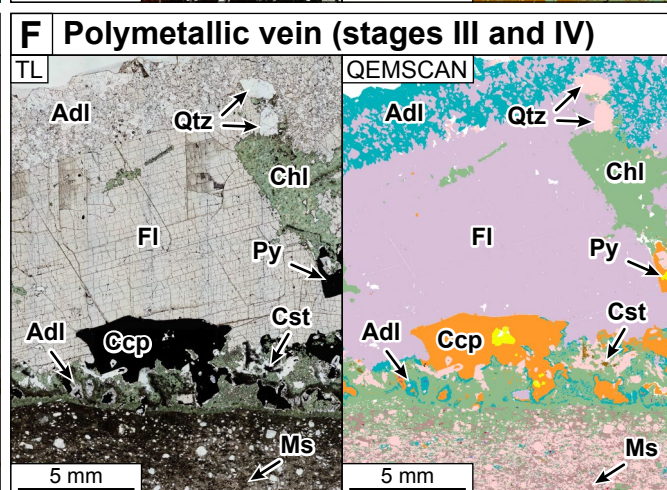 F Polymetallic vein (stages III and IV)
TL
Adl
Qtz
Chl
Fl
Py
Adl
Ccp
Cst
Ms
5 mm
QEMSCAN
Adl
Qtz
Chl
Fl
Py
Adl
Ccp
Cst
Ms
5 mm